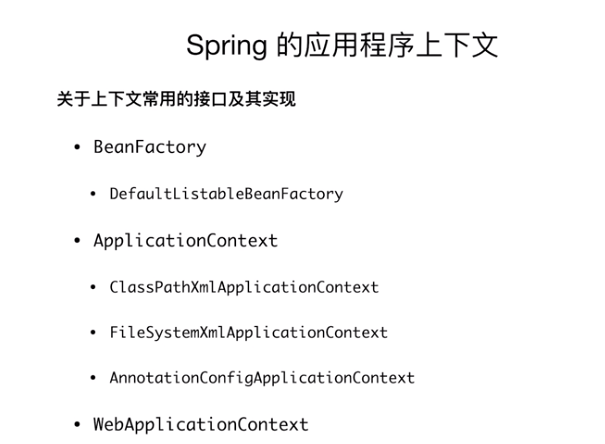 Spring 的应用程序上下文
关于上下文常用的接口及其实现
• BeanFactory
• DefaultListableBeanFactory
• ApplicationContext
• ClassPathXmlApplicationContext
• FileSystemXmlApplicationContext
• AnnotationConfigApplicationContext
• WebApplicationContext